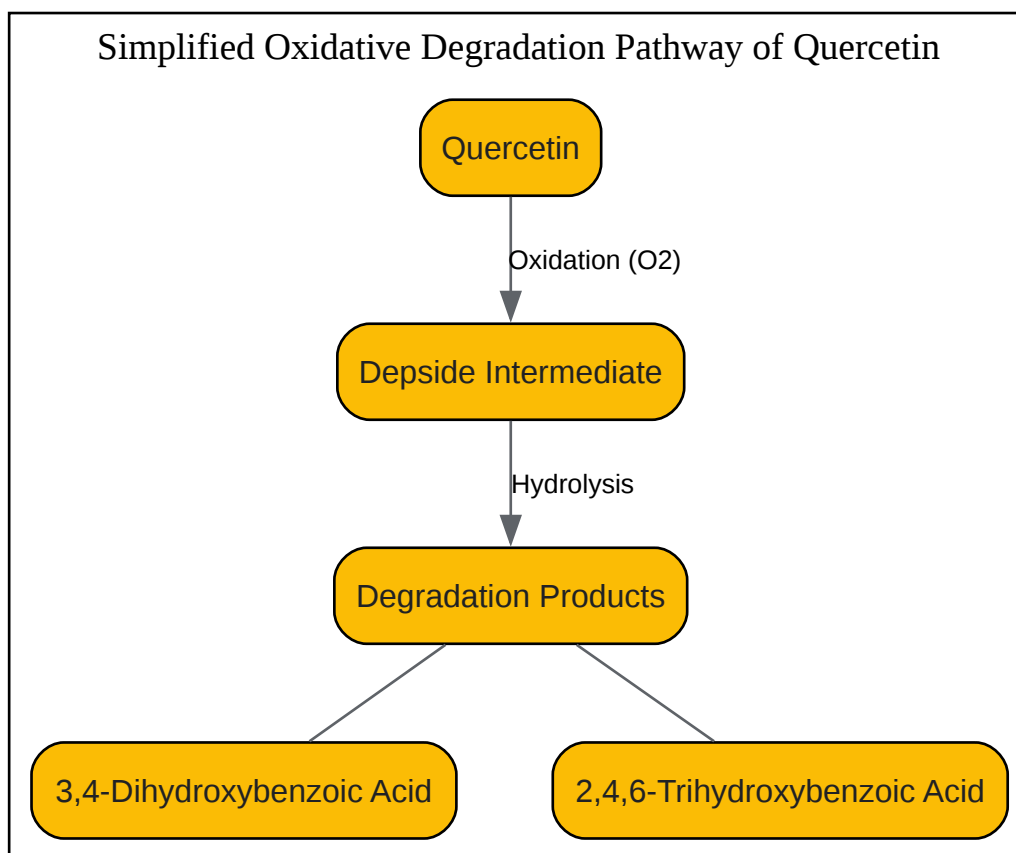 Simplified Oxidative Degradation Pathway of Quercetin
Quercetin
Oxidation (O2)
Depside Intermediate
Hydrolysis
Degradation Products
3,4-Dihydroxybenzoic Acid
2,4,6-Trihydroxybenzoic Acid